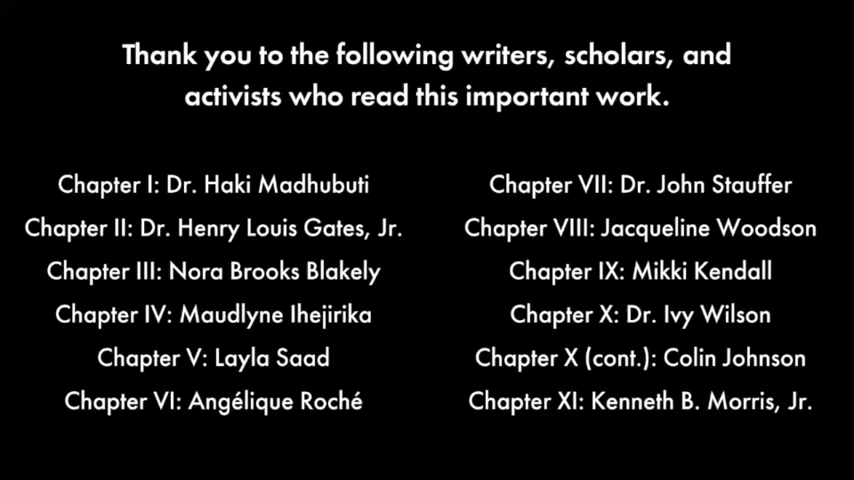 Thank you to the following writers, scholars, and
activists who read this important work.
Chapter I: Dr. Haki Madhubuti
Chapter II: Dr. Henry Louis Gates, Jr.
Chapter III: Nora Brooks Blakely
Chapter IV: Maudlyne Ihejirika
Chapter V: Layla Saad
Chapter VI: Angélique Roché
Chapter VII: Dr. John Stauffer
Chapter VIII: Jacqueline Woodson
Chapter IX: Mikki Kendall
Chapter X: Dr. Ivy Wilson
Chapter X (cont.): Colin Johnson
Chapter XI: Kenneth B. Morris, Jr.